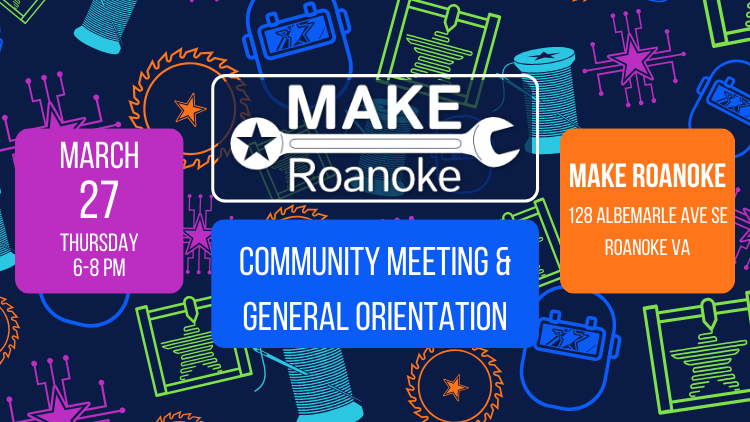 MAKE
Roanoke
MARCH
27
THURSDAY
6-8 PM
COMMUNITY MEETING &
GENERAL ORIENTATION
MAKE ROANOKE
128 ALBEMARLE AVE SE
ROANOKE VA